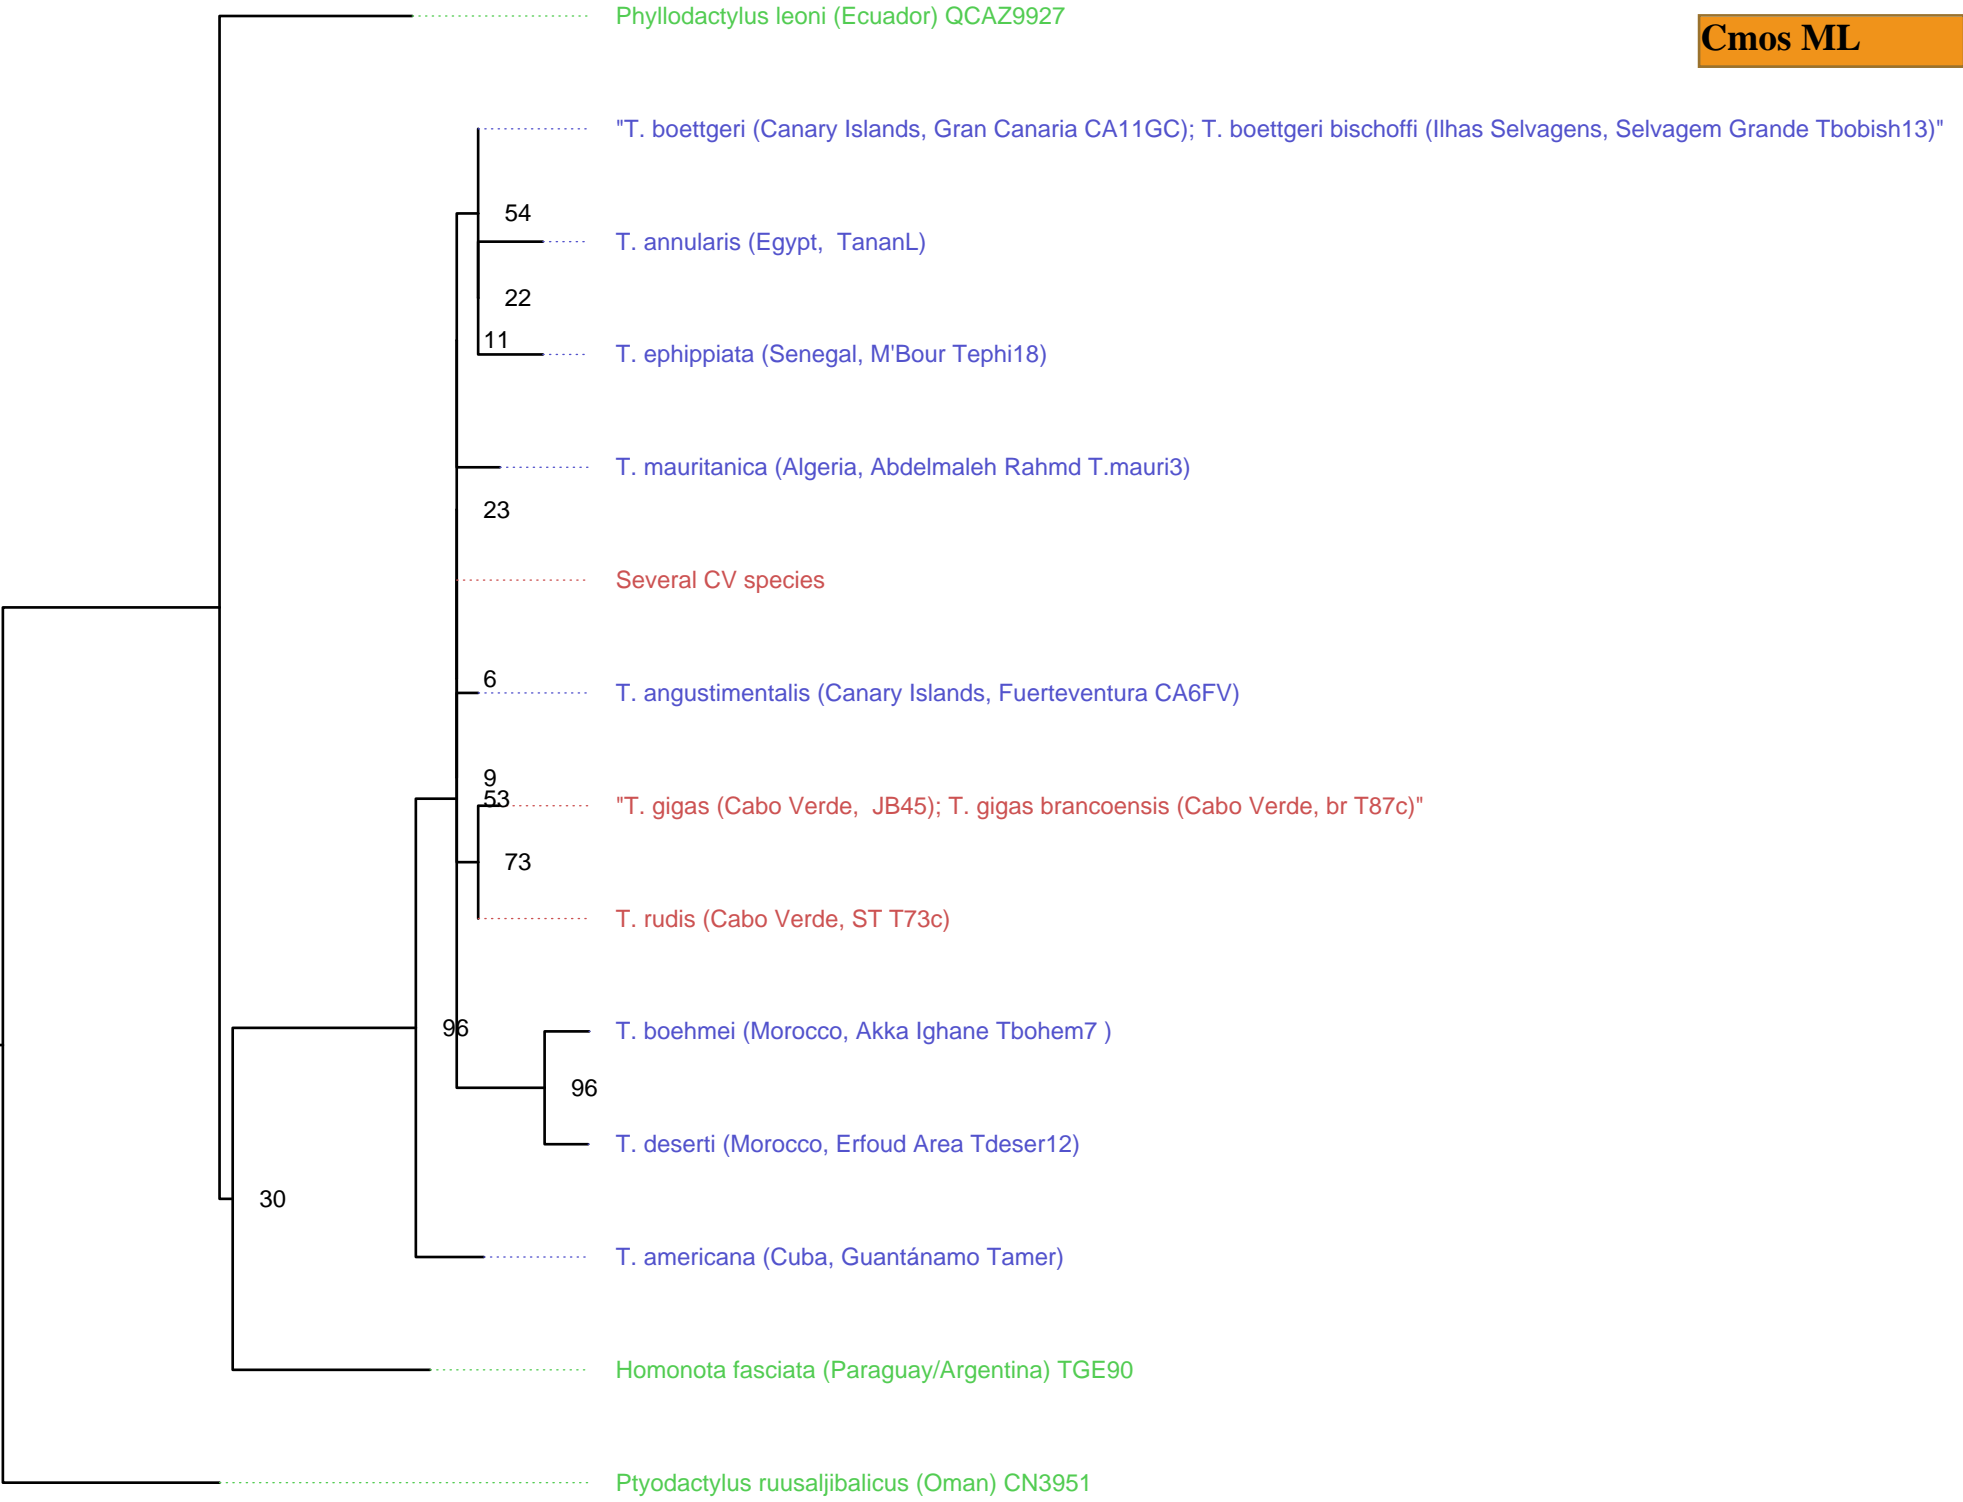 Phyllodactylus leoni (Ecuador) QCAZ9927
Cmos ML
"T. boettgeri (Canary Islands, Gran Canaria CA11GC); T. boettgeri bischoffi (Ilhas Selvagens, Selvagem Grande Tbobish13)"
54
T. annularis (Egypt,  TananL)
22
11
T. ephippiata (Senegal, M'Bour Tephi18)
T. mauritanica (Algeria, Abdelmaleh Rahmd T.mauri3)
23
Several CV species
6
T. angustimentalis (Canary Islands, Fuerteventura CA6FV)
9
53
"T. gigas (Cabo Verde,  JB45); T. gigas brancoensis (Cabo Verde, br T87c)"
73
T. rudis (Cabo Verde, ST T73c)
96
T. boehmei (Morocco, Akka Ighane Tbohem7 )
96
T. deserti (Morocco, Erfoud Area Tdeser12)
30
T. americana (Cuba, Guantánamo Tamer)
Homonota fasciata (Paraguay/Argentina) TGE90
Ptyodactylus ruusaljibalicus (Oman) CN3951